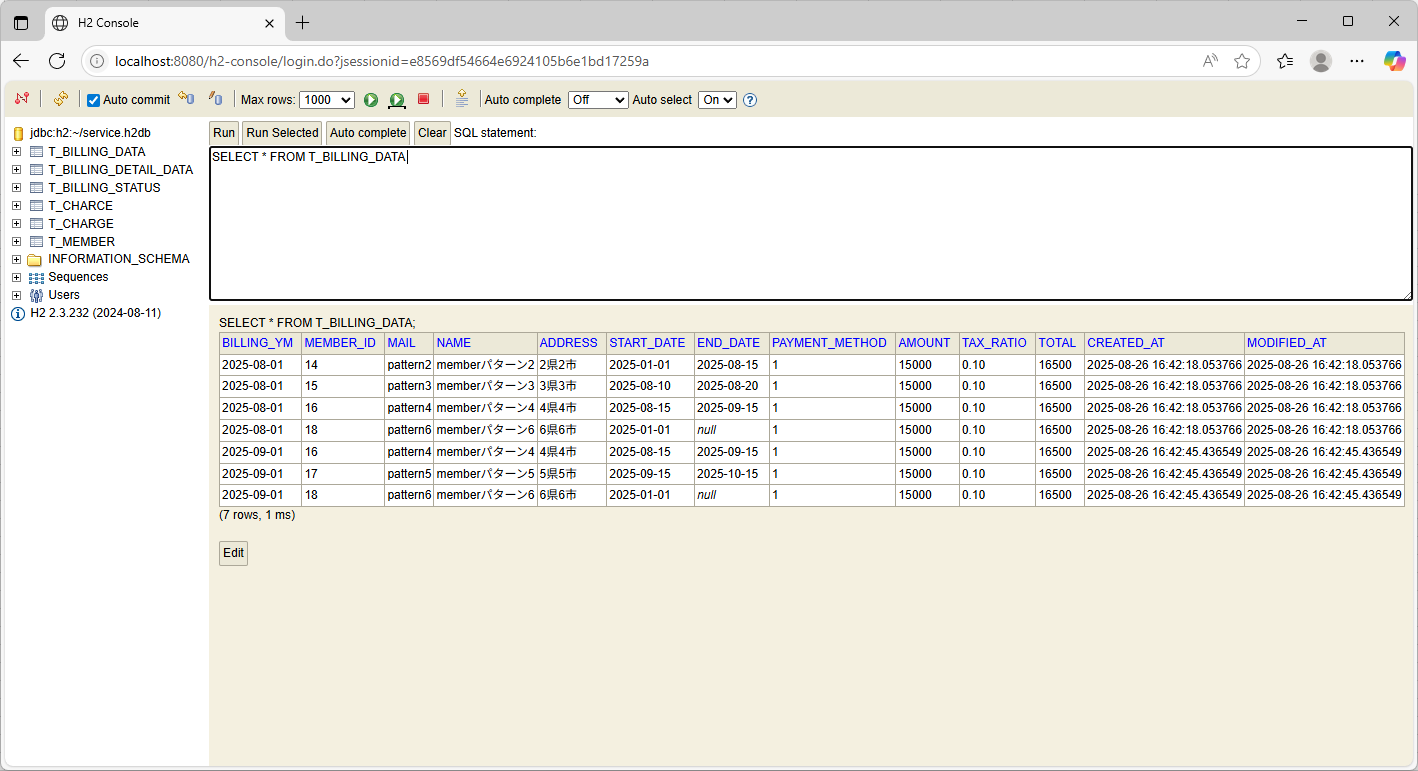 H2 Console
localhost:8080/h2-console/login.do?jsessionid=e8569df54664e6924105b6e1bd17259a
Auto commit Max rows: 1000 Auto complete Off Auto select On
jdbc:h2:~/service.h2db
T_BILLING_DATA
T_BILLING_DETAIL_DATA
T_BILLING_STATUS
T_CHARCE
T_CHARGE
T_MEMBER
INFORMATION_SCHEMA
Sequences
Users
H2 2.3.232 (2024-08-11)
Run Run Selected Auto complete Clear SQL statement:
SELECT * FROM T_BILLING_DATA
SELECT * FROM T_BILLING_DATA;
BILLING_YM MEMBER_ID MAIL NAME ADDRESS START_DATE END_DATE PAYMENT_METHOD AMOUNT TAX_RATIO TOTAL CREATED_AT MODIFIED_AT
2025-08-01 14 pattern2 memberパターン2 2県2市 2025-01-01 2025-08-15 1 15000 0.10 16500 2025-08-26 16:42:18.053766 2025-08-26 16:42:18.053766
2025-08-01 15 pattern3 memberパターン3 3県3市 2025-08-10 2025-08-20 1 15000 0.10 16500 2025-08-26 16:42:18.053766 2025-08-26 16:42:18.053766
2025-08-01 16 pattern4 memberパターン4 4県4市 2025-08-15 2025-09-15 1 15000 0.10 16500 2025-08-26 16:42:18.053766 2025-08-26 16:42:18.053766
2025-08-01 18 pattern6 memberパターン6 6県6市 2025-01-01 null 1 15000 0.10 16500 2025-08-26 16:42:18.053766 2025-08-26 16:42:18.053766
2025-09-01 16 pattern4 memberパターン4 4県4市 2025-08-15 2025-09-15 1 15000 0.10 16500 2025-08-26 16:42:45.436549 2025-08-26 16:42:45.436549
2025-09-01 17 pattern5 memberパターン5 5県5市 2025-09-15 2025-10-15 1 15000 0.10 16500 2025-08-26 16:42:45.436549 2025-08-26 16:42:45.436549
2025-09-01 18 pattern6 memberパターン6 6県6市 2025-01-01 null 1 15000 0.10 16500 2025-08-26 16:42:45.436549 2025-08-26 16:42:45.436549
(7 rows, 1 ms)
Edit